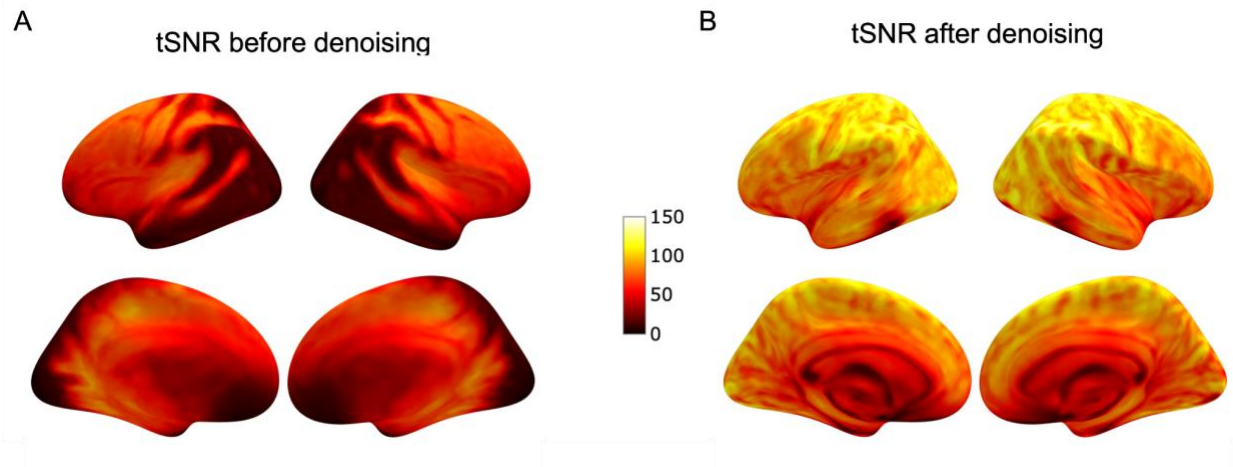 A
tSNR before denoising
B
tSNR after denoising
150
100
50
0